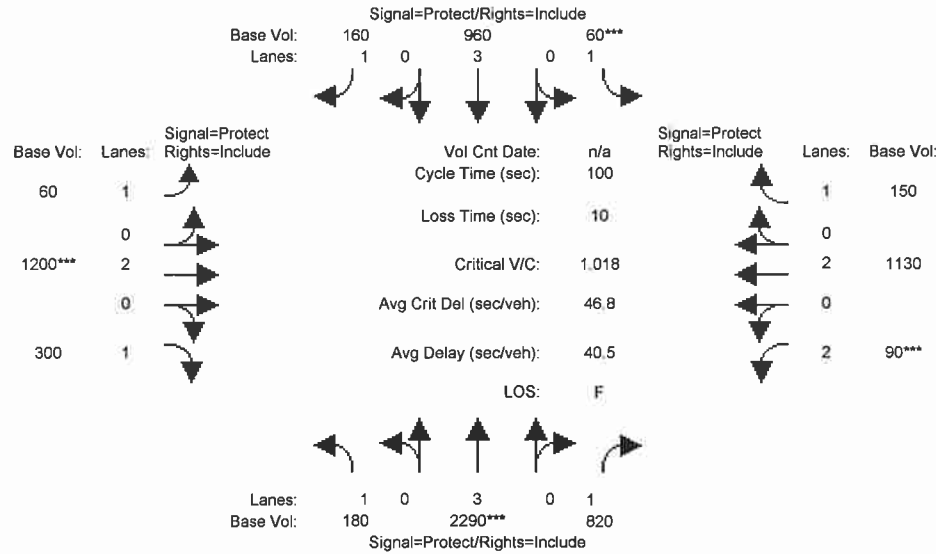 Signal=Protect/Rights=Include
Base Vol: 160 960 60***
Lanes: 1 0 3 0 1
Signal=Protect Signal=Protect
Base Vol: Lanes: Rights=Include Vol Cnt Date: n/a Rights=Include Lanes: Base Vol:
Cycle Time (sec): 100
60 1 1 150
Loss Time (sec): 10
0 0
1200*** 2 Critical V/C: 1.018 2 1130
0 Avg Crit Del (sec/veh): 46.8 0
300 1 Avg Delay (sec/veh): 40.5 2 90***
LOS: F
Lanes: 1 0 3 0 1
Base Vol: 180 2290*** 820
Signal=Protect/Rights=Include